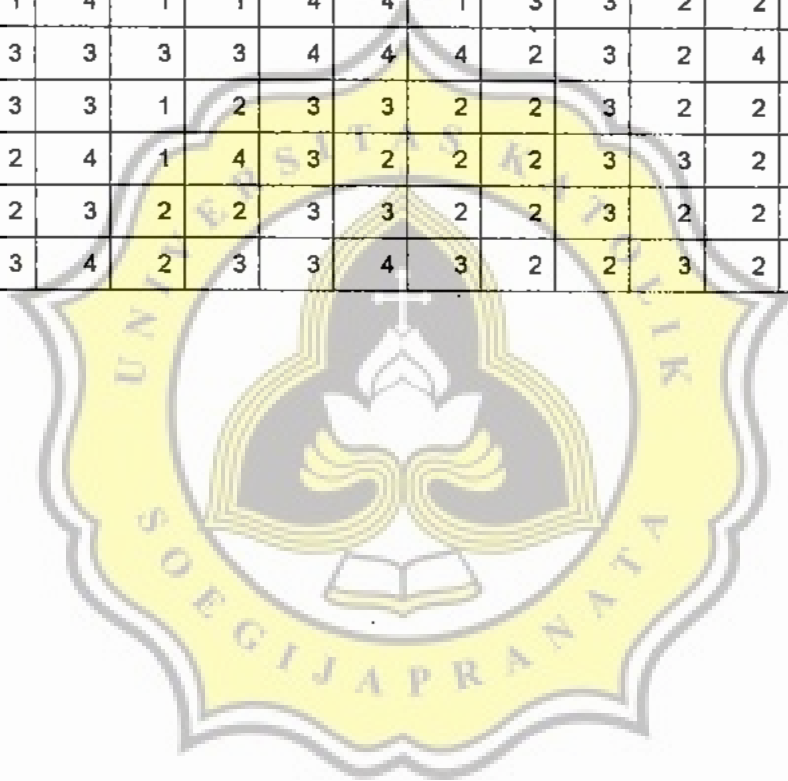 1 4 1 1 4 4 1 3 3 2 2
3 3 3 3 4 4 4 2 3 2 4
3 3 1 2 3 3 2 2 3 2 2
2 4 1 4 3 2 2 2 3 3 2
2 3 2 2 3 3 2 2 3 2 2
3 4 2 3 3 4 3 2 2 3 2
UNIVERSITAS KATOLIK
SOEGIJAPRANATA